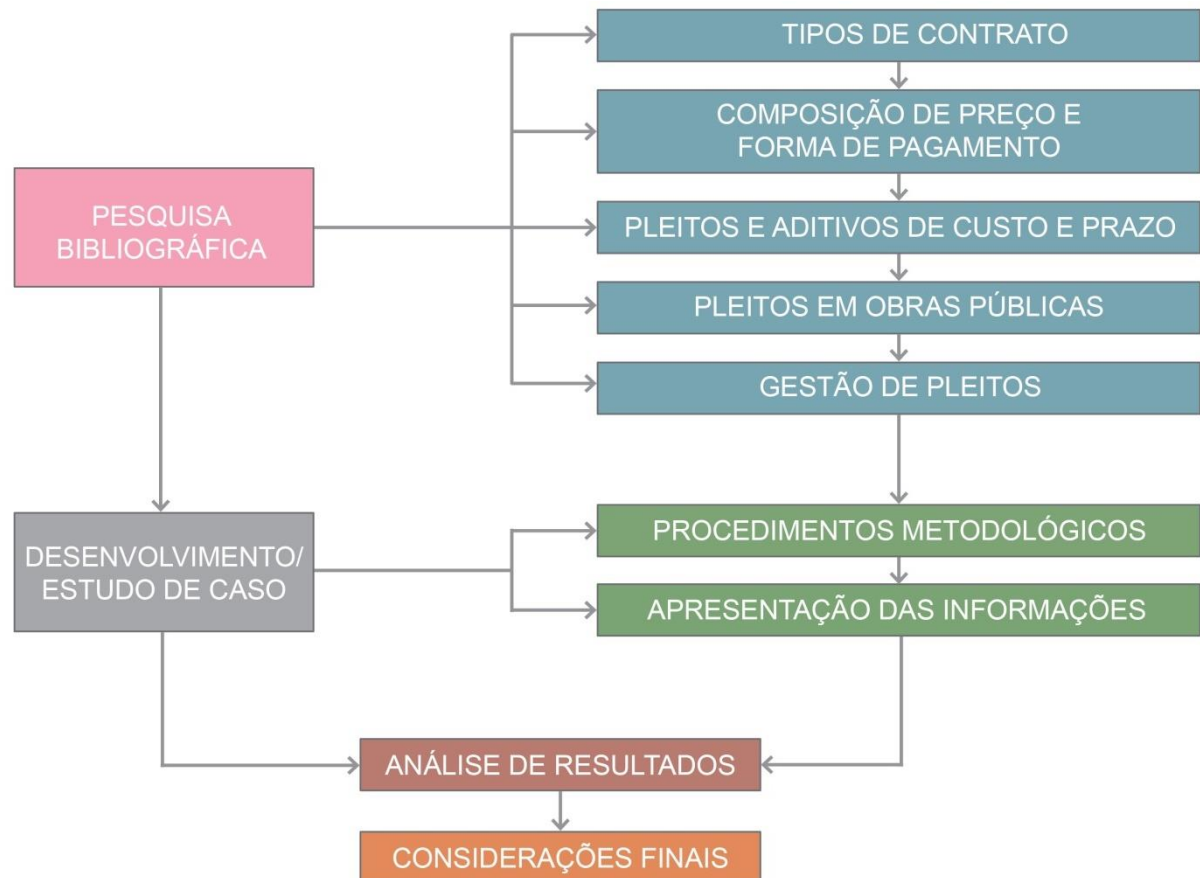 TIPOS DE CONTRATO
COMPOSIÇÃO DE PREÇO E
FORMA DE PAGAMENTO
PESQUISA
BIBLIOGRÁFICA
PLEITOS E ADITIVOS DE CUSTO E PRAZO
PLEITOS EM OBRAS PÚBLICAS
GESTÃO DE PLEITOS
DESENVOLVIMENTO/
ESTUDO DE CASO
PROCEDIMENTOS METODOLÓGICOS
APRESENTAÇÃO DAS INFORMAÇÕES
ANÁLISE DE RESULTADOS
CONSIDERAÇÕES FINAIS